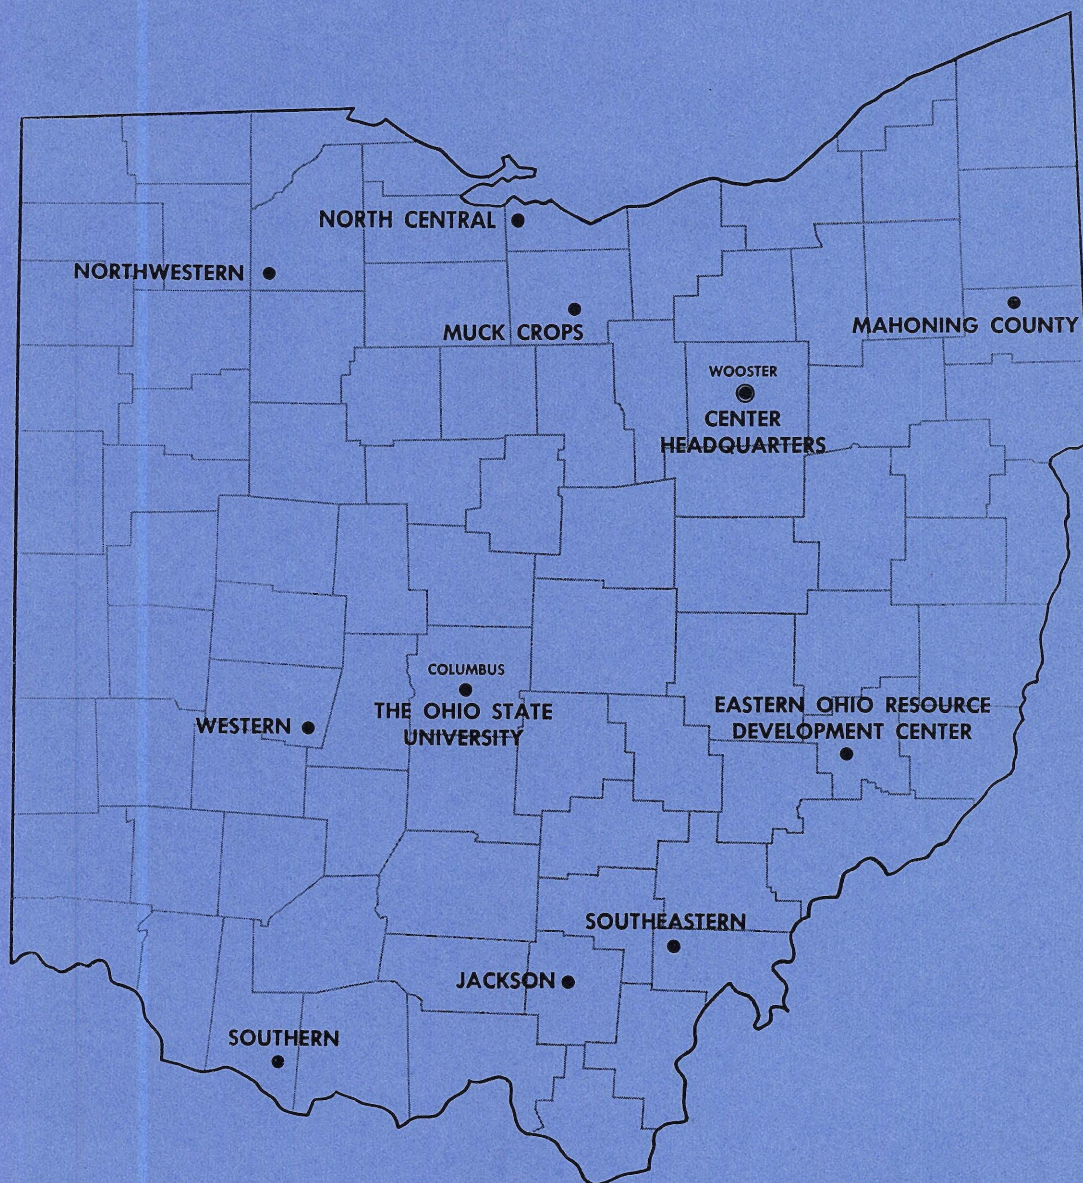 NORTH CENTRAL
NORTHWESTERN
MUCK CROPS
MAHONING COUNTY
WOOSTER
CENTER
HEADQUARTERS
COLUMBUS
THE OHIO STATE
UNIVERSITY
WESTERN
EASTERN OHIO RESOURCE
DEVELOPMENT CENTER
SOUTHEASTERN
JACKSON
SOUTHERN